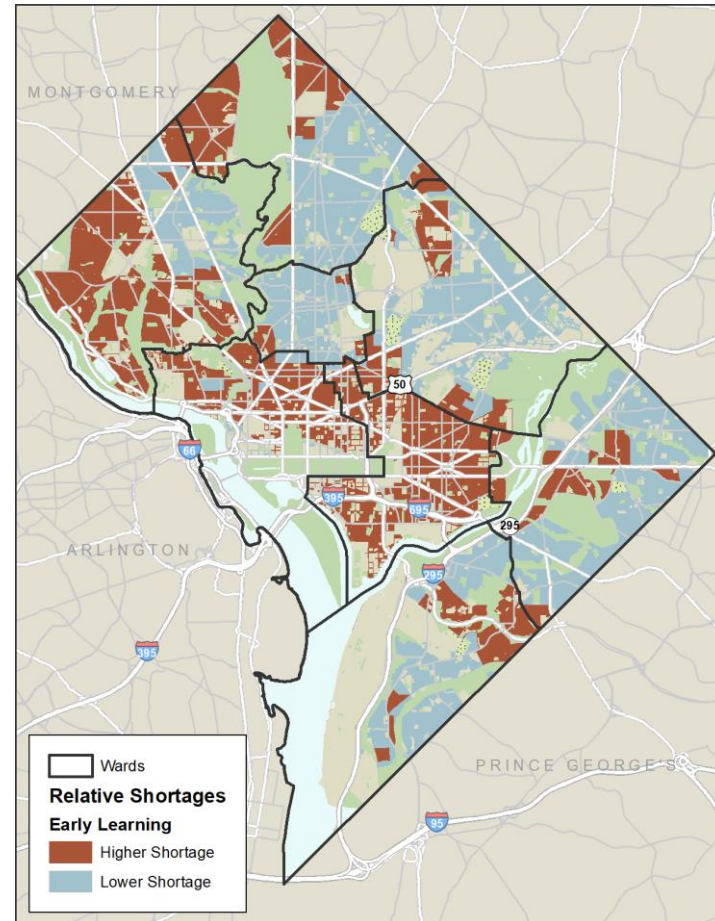 MONTGOMERY
50
66
395
695
295
ARLINGTON
295
395
PRINCE GEORGE'S
95
Wards
Relative Shortages
Early Learning
Higher Shortage
Lower Shortage